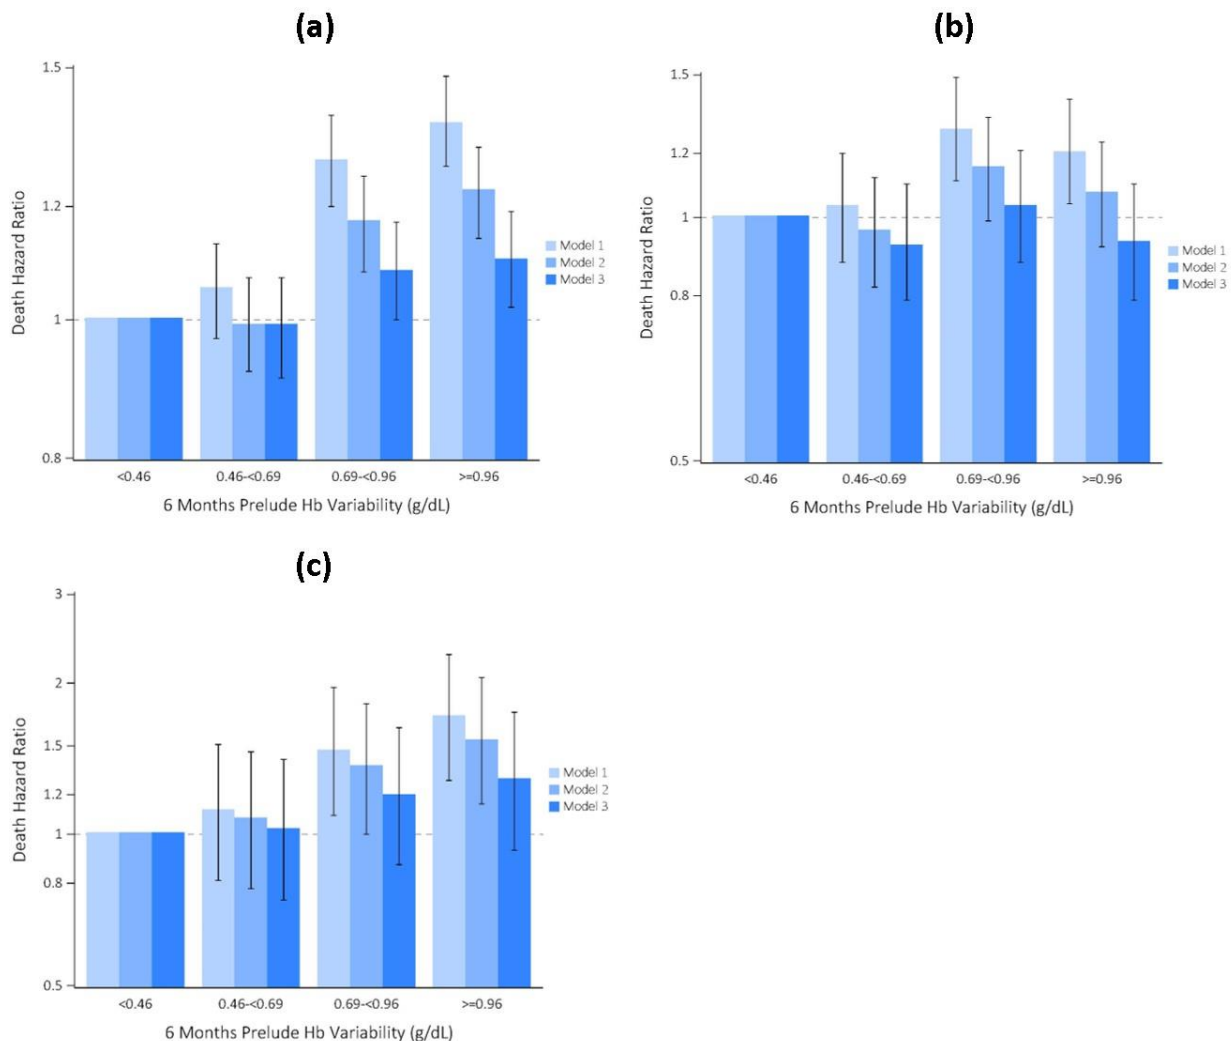 (a)
Death Hazard Ratio
1.5
1.2
1
0.8
<0.46
0.46-<0.69
0.69-<0.96
>=0.96
6 Months Prelude Hb Variability (g/dL)
Model 1
Model 2
Model 3
(b)
Death Hazard Ratio
1.5
1.2
1
0.8
0.5
<0.46
0.46-<0.69
0.69-<0.96
>=0.96
6 Months Prelude Hb Variability (g/dL)
Model 1
Model 2
Model 3
(c)
Death Hazard Ratio
3
2
1.5
1.2
1
0.8
0.5
<0.46
0.46-<0.69
0.69-<0.96
>=0.96
6 Months Prelude Hb Variability (g/dL)
Model 1
Model 2
Model 3